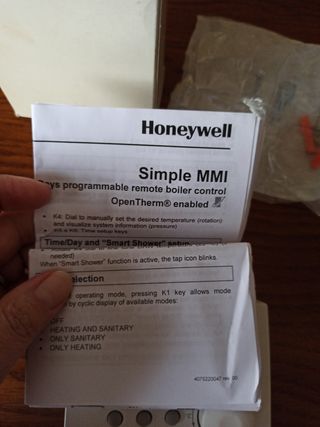 Honeywell
Simple MMI
days programmable remote boiler control
OpenTherm® enabled
• K4: Dial to manually set the desired temperature (rotation)
and visualize system information (pressure)
Time/Day and "Smart Shower" setup
needed)
When "Smart Shower" function is active, the tap icon blinks.
election
operating mode, pressing K1 key allows mode
by cyclic display of available modes:
OFF
• HEATING AND SANITARY
• ONLY SANITARY
• ONLY HEATING